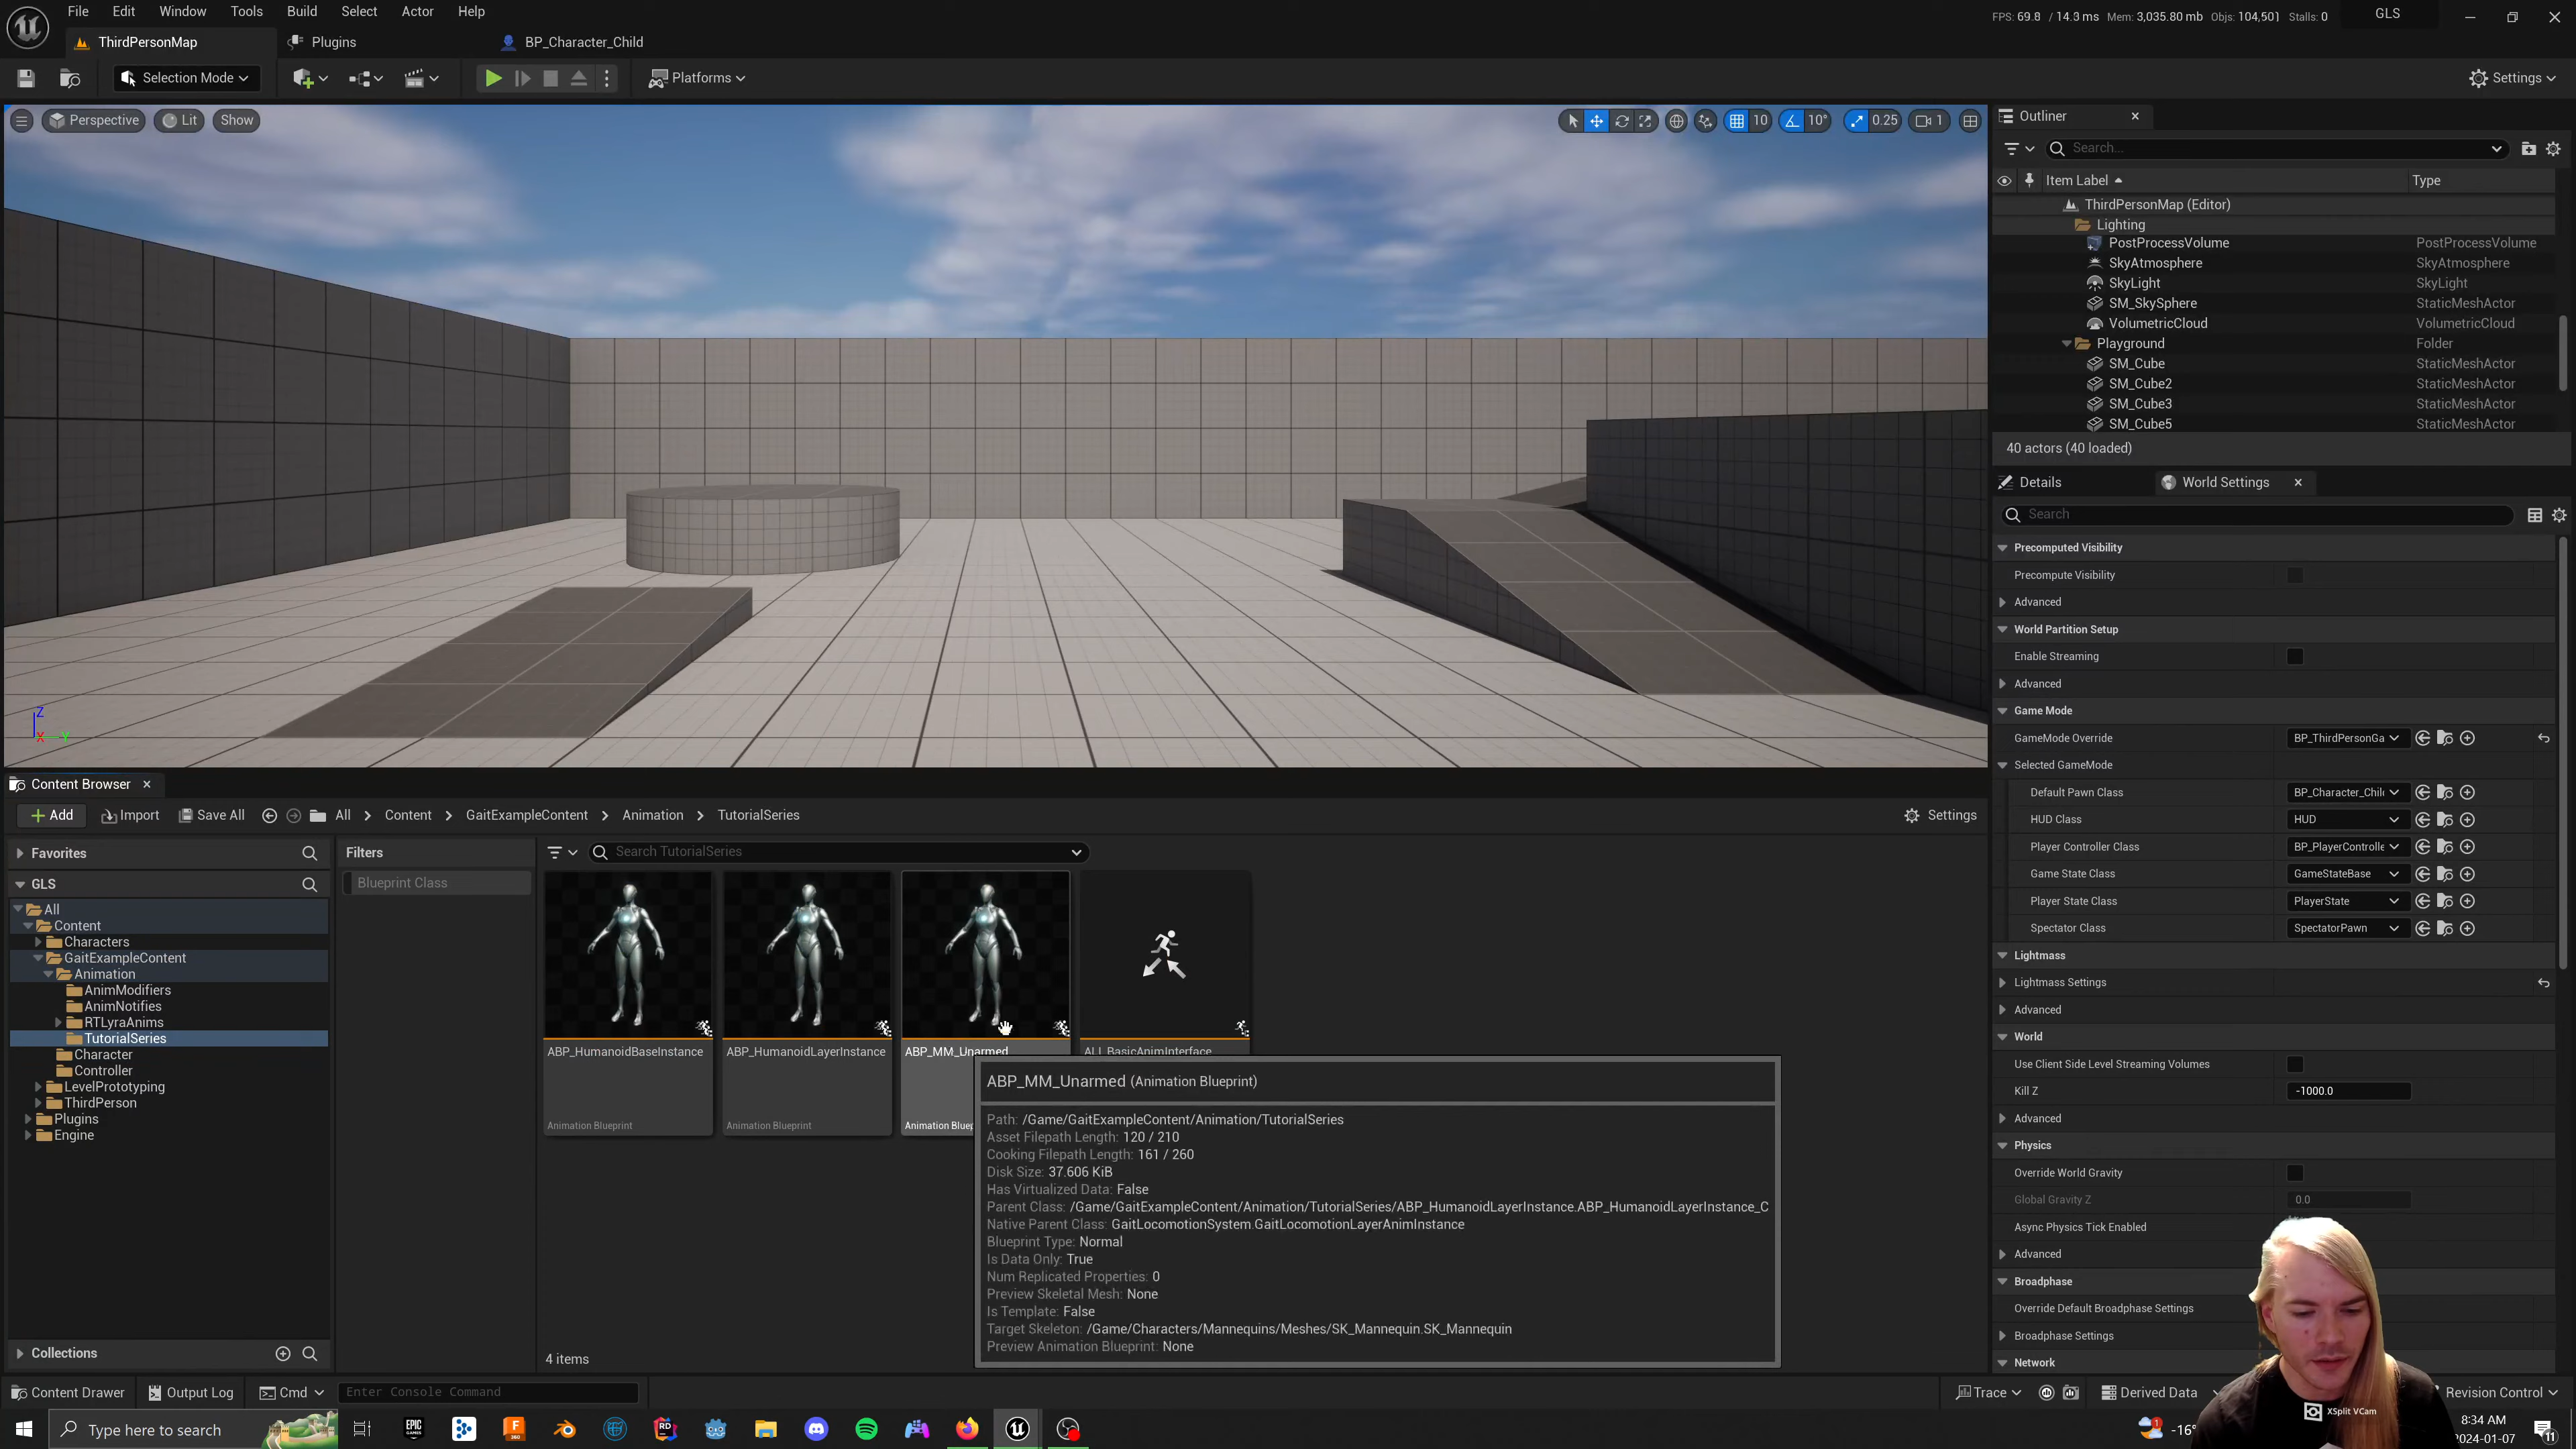 File Edit Window Tools Build Select Actor Help
FPS: 69.8 / 14.3 ms Mem: 3,035.80 mb Objs: 104,501 Stalls: 0 GLS
ThirdPersonMap Plugins BP_Character_Child
Selection Mode Platforms Settings
Perspective Lit Show 10 10° 0.25 1
Outliner
Search...
Item Label Type
ThirdPersonMap (Editor)
Lighting
PostProcessVolume PostProcessVolume
SkyAtmosphere SkyAtmosphere
SkyLight SkyLight
SM_SkySphere StaticMeshActor
VolumetricCloud VolumetricCloud
Playground Folder
SM_Cube StaticMeshActor
SM_Cube2 StaticMeshActor
SM_Cube3 StaticMeshActor
SM_Cube5 StaticMeshActor
40 actors (40 loaded)
Details World Settings
Search
Precomputed Visibility
Precompute Visibility
Advanced
World Partition Setup
Enable Streaming
Advanced
Game Mode
GameMode Override BP_ThirdPersonGa
Selected GameMode
Default Pawn Class BP_Character_Chil
HUD Class HUD
Player Controller Class BP_PlayerControlle
Game State Class GameStateBase
Player State Class PlayerState
Spectator Class SpectatorPawn
Lightmass
Lightmass Settings
Advanced
World
Use Client Side Level Streaming Volumes
Kill Z -1000.0
Advanced
Physics
Override World Gravity
Global Gravity Z 0.0
Async Physics Tick Enabled
Advanced
Broadphase
Override Default Broadphase Settings
Broadphase Settings
Network
Z
X Y
Content Browser
Add Import Save All All Content GaitExampleContent Animation TutorialSeries Settings
Favorites
GLS
All
Content
Characters
GaitExampleContent
Animation
AnimModifiers
AnimNotifies
RTLyraAnims
TutorialSeries
Character
Controller
LevelPrototyping
ThirdPerson
Plugins
Engine
Collections
Filters
Blueprint Class
Search TutorialSeries
ABP_HumanoidBaseInstance ABP_HumanoidLayerInstance ABP_MM_Unarmed ALI_BasicAnimInterface
Animation Blueprint Animation Blueprint Animation Bluep
ABP_MM_Unarmed (Animation Blueprint)
Path: /Game/GaitExampleContent/Animation/TutorialSeries
Asset Filepath Length: 120 / 210
Cooking Filepath Length: 161 / 260
Disk Size: 37.606 KiB
Has Virtualized Data: False
Parent Class: /Game/GaitExampleContent/Animation/TutorialSeries/ABP_HumanoidLayerInstance.ABP_HumanoidLayerInstance_C
Native Parent Class: GaitLocomotionSystem.GaitLocomotionLayerAnimInstance
Blueprint Type: Normal
Is Data Only: True
Num Replicated Properties: 0
Preview Skeletal Mesh: None
Is Template: False
Target Skeleton: /Game/Characters/Mannequins/Meshes/SK_Mannequin.SK_Mannequin
Preview Animation Blueprint: None
4 items
Content Drawer Output Log Cmd Enter Console Command Trace Derived Data Revision Control
XSplit VCam
Type here to search EPIC GAMES F 360 RD 1 -16° 8:34 AM
2024-01-07 11